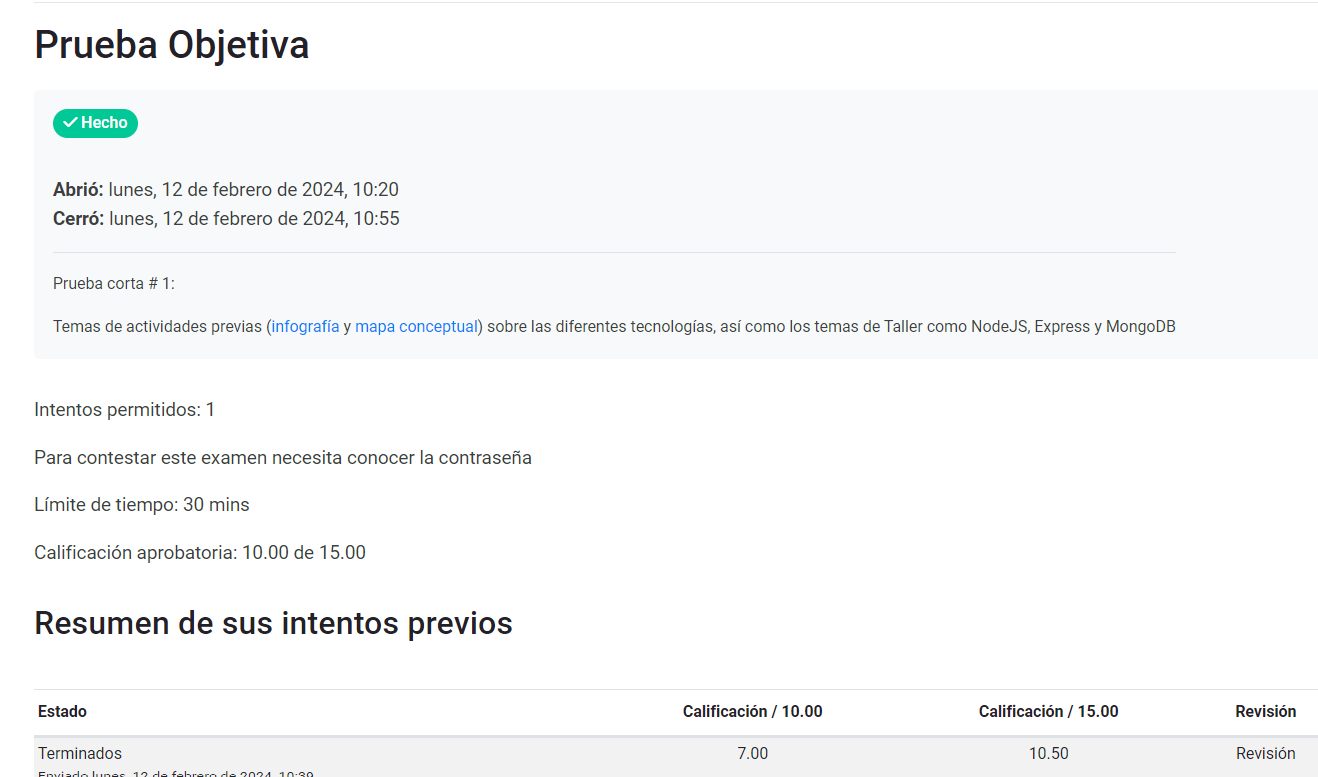 Prueba Objetiva
Hecho
Abrió: lunes, 12 de febrero de 2024, 10:20
Cerró: lunes, 12 de febrero de 2024, 10:55
Prueba corta # 1:
Temas de actividades previas (infografía y mapa conceptual) sobre las diferentes tecnologías, así como los temas de Taller como NodeJS, Express y MongoDB
Intentos permitidos: 1
Para contestar este examen necesita conocer la contraseña
Límite de tiempo: 30 mins
Calificación aprobatoria: 10.00 de 15.00
Resumen de sus intentos previos
Estado Calificación / 10.00 Calificación / 15.00 Revisión
Terminados 7.00 10.50 Revisión
Enviado lunes, 12 de febrero de 2024, 10:39